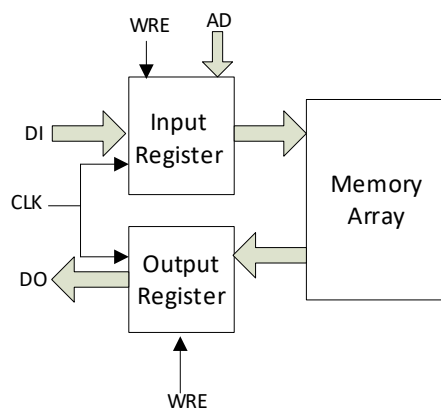 WRE
AD
DI
Input
Register
CLK
Memory
Array
DO
Output
Register
WRE